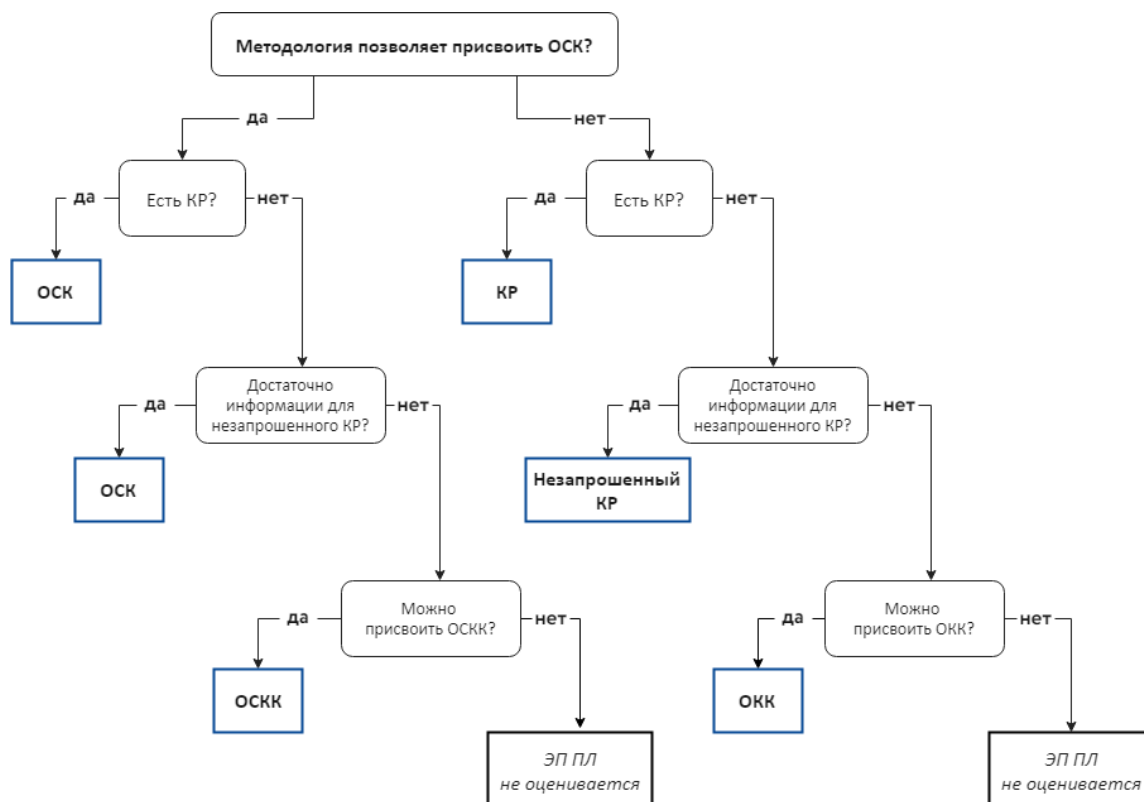 Методология позволяет присвоить ОСК?
да
нет
Есть КР?
Есть КР?
да
нет
да
нет
ОСК
КР
Достаточно
информации для
незапрошенного КР?
Достаточно
информации для
незапрошенного КР?
да
нет
да
нет
ОСК
Незапрошенный
КР
Можно
присвоить ОСКК?
Можно
присвоить ОКК?
да
нет
да
нет
ОСКК
ОКК
ЭП ПЛ
не оценивается
ЭП ПЛ
не оценивается